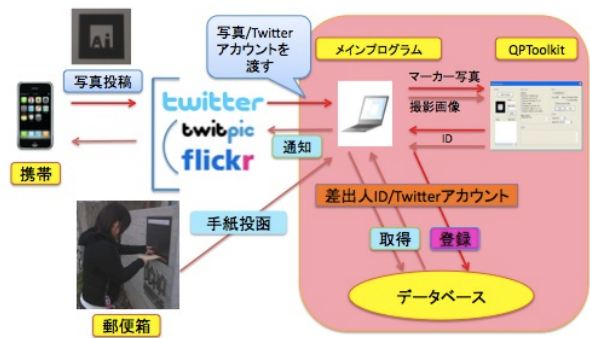 Ai
写真投稿
携帯
twitter
twitpic
flickr
写真/Twitter
アカウントを
渡す
通知
手紙投函
郵便箱
メインプログラム
QPToolkit
マーカー写真
撮影画像
ID
差出人ID/Twitterアカウント
取得
登録
データベース